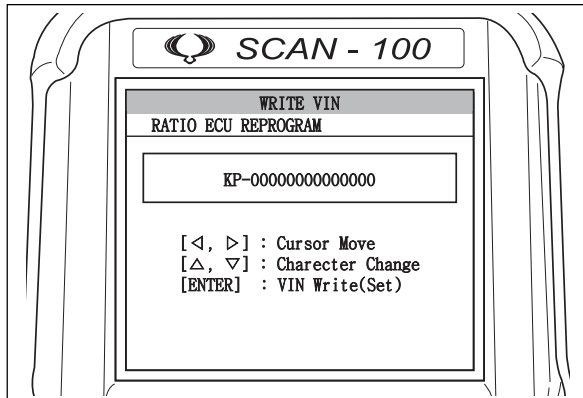 SCAN - 100
WRITE VIN
RATIO ECU REPROGRAM
KP-00000000000000
[◁, ▷] : Cursor Move
[△, ▽] : Charecter Change
[ENTER] : VIN Write(Set)